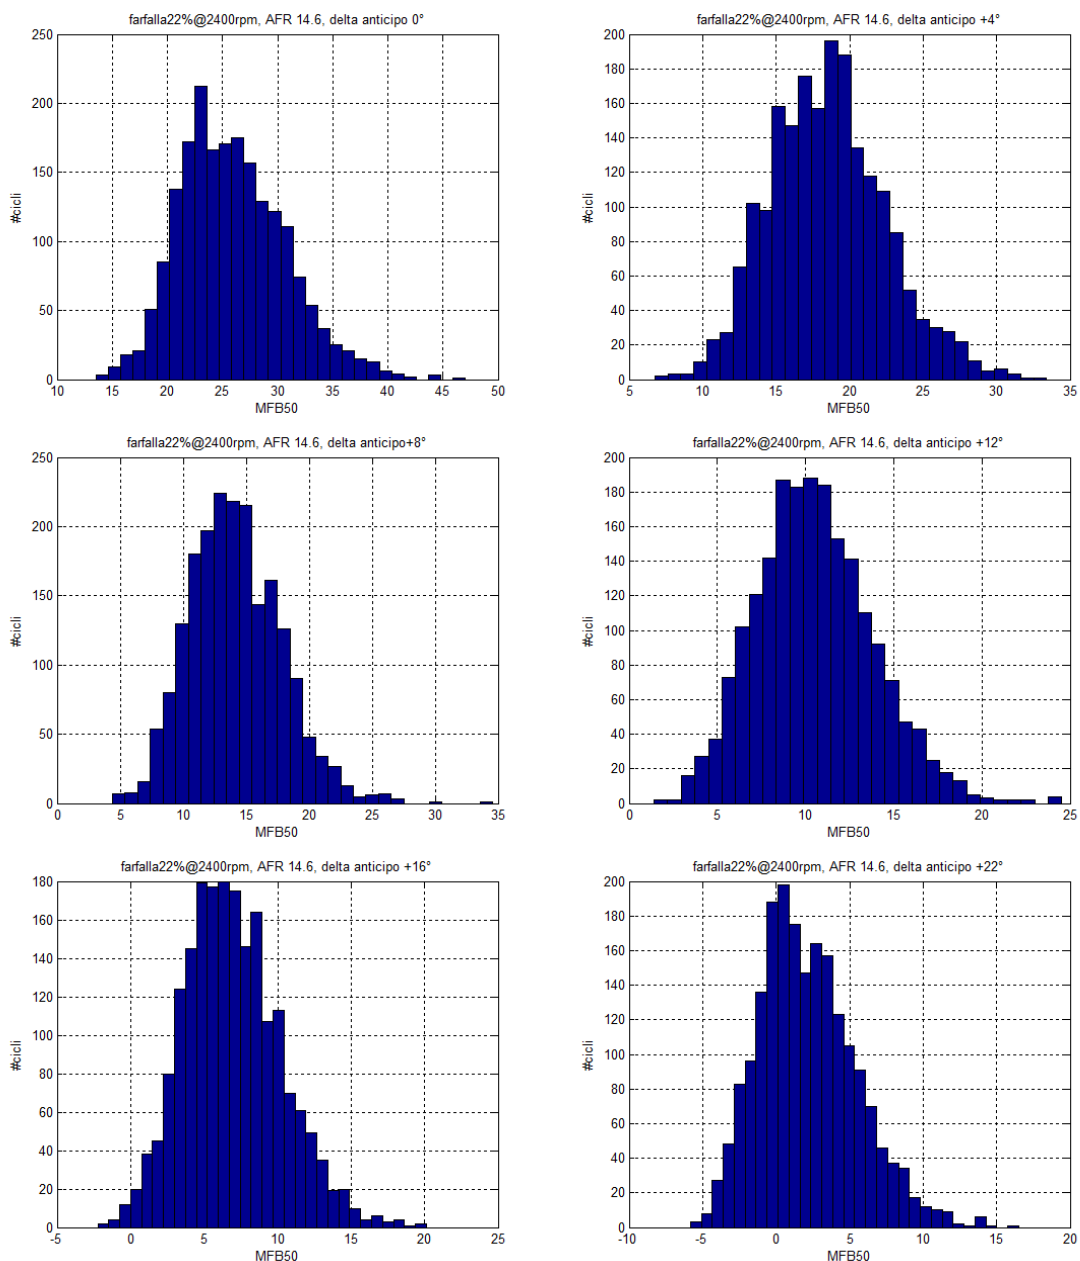 farfalla22%@2400rpm, AFR 14.6, delta anticipo 0°
250
200
150
100
50
0
#cicli
10 15 20 25 30 35 40 45 50
MFB50
farfalla22%@2400rpm, AFR 14.6, delta anticipo +4°
200
180
160
140
120
100
80
60
40
20
0
#cicli
5 10 15 20 25 30 35
MFB50
farfalla22%@2400rpm, AFR 14.6, delta anticipo+8°
250
200
150
100
50
0
#cicli
0 5 10 15 20 25 30 35
MFB50
farfalla22%@2400rpm, AFR 14.6, delta anticipo +12°
200
180
160
140
120
100
80
60
40
20
0
#cicli
0 5 10 15 20 25
MFB50
farfalla22%@2400rpm, AFR 14.6, delta anticipo +16°
180
160
140
120
100
80
60
40
20
0
#cicli
-5 0 5 10 15 20 25
MFB50
farfalla22%@2400rpm, AFR 14.6, delta anticipo +22°
200
180
160
140
120
100
80
60
40
20
0
#cicli
-10 -5 0 5 10 15 20
MFB50